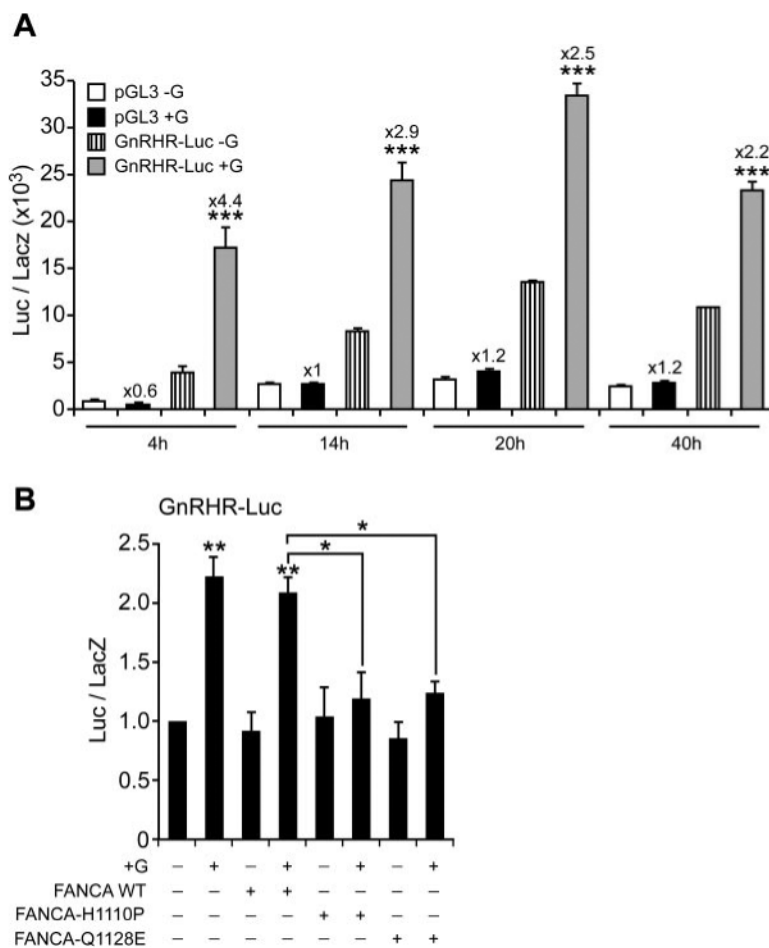 A
x2.5
***
35
pGL3 -G
pGL3 +G
GnRHR-Luc -G
GnRHR-Luc +G
x2.9
***
x2.2
***
x4.4
***
30
25
20
15
10
5
0
Luc / Lacz (x10³)
x0.6
x1
x1.2
x1.2
4h
14h
20h
40h
B
GnRHR-Luc
2.5
2.0
1.5
1.0
0.5
0
Luc / LacZ
**
**
*
*
+G – + – + – + – +
FANCA WT – – + + – – – –
FANCA-H1110P – – – – + + – –
FANCA-Q1128E – – – – – – + +